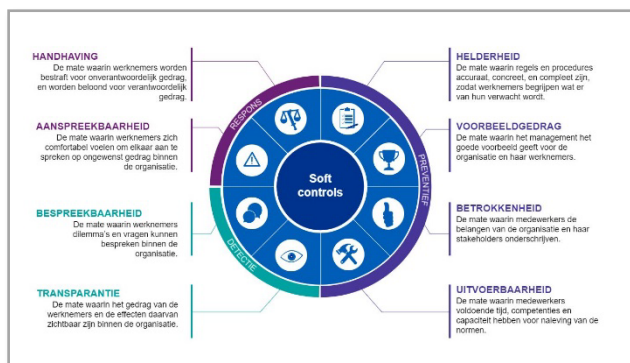 HANDHAVING
De mate waarin werknemers worden
bestraft voor onverantwoordelijk gedrag,
en worden beloond voor verantwoordelijk
gedrag.
AANSPREEKBAARHEID
De mate waarin werknemers zich
comfortabel voelen om elkaar aan te
spreken op ongewenst gedrag binnen
de organisatie.
BESPREEKBAARHEID
De mate waarin werknemers
dilemma's en vragen kunnen
bespreken binnen de
organisatie.
TRANSPARANTIE
De mate waarin het gedrag van de
werknemers en de effecten daarvan
zichtbaar zijn binnen de organisatie.
RESPONS
DETECTIE
Soft
controls
PREVENTIEF
HELDERHEID
De mate waarin regels en procedures
accuraat, concreet, en compleet zijn,
zodat werknemers begrijpen wat er
van hun verwacht wordt.
VOORBEELDGEDRAG
De mate waarin het management het
goede voorbeeld geeft voor de
organisatie en haar werknemers.
BETROKKENHEID
De mate waarin medewerkers de
belangen van de organisatie en haar
stakeholders onderschrijven.
UITVOERBAARHEID
De mate waarin medewerkers
voldoende tijd, competenties en
capaciteit hebben voor naleving van de
normen.